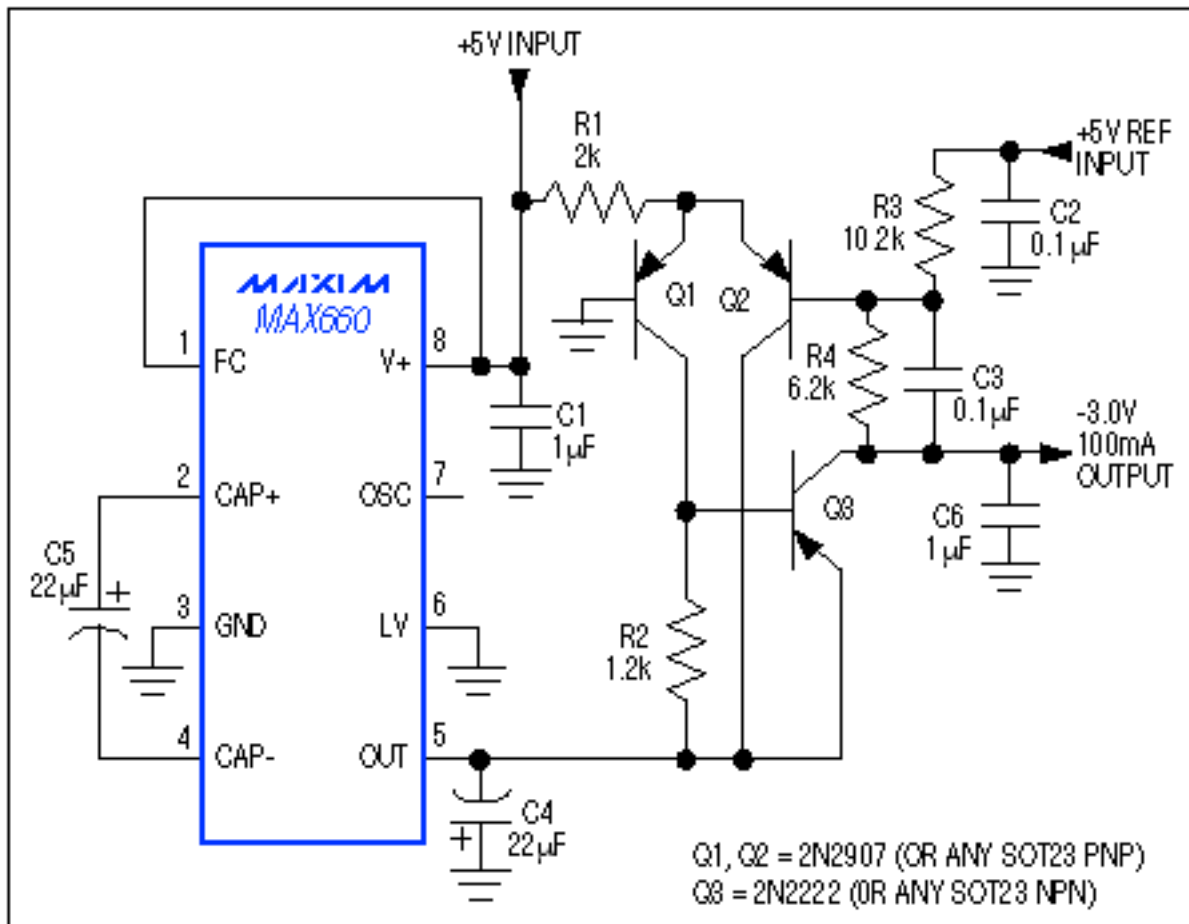 +5V INPUT
R1
2k
+5V REF
INPUT
R3
10.2k
C2
0.1µF
MAXIM
MAX660
Q1
Q2
1
FC
V+
8
R4
6.2k
C3
0.1µF
C1
1µF
-3.0V
100mA
OUTPUT
2
CAP+
OSC
7
Q3
C6
1µF
C5
22µF
+
3
GND
LV
6
R2
1.2k
4
CAP-
OUT
5
C4
22µF
+
Q1, Q2 = 2N2907 (OR ANY SOT23 PNP)
Q3 = 2N2222 (OR ANY SOT23 NPN)